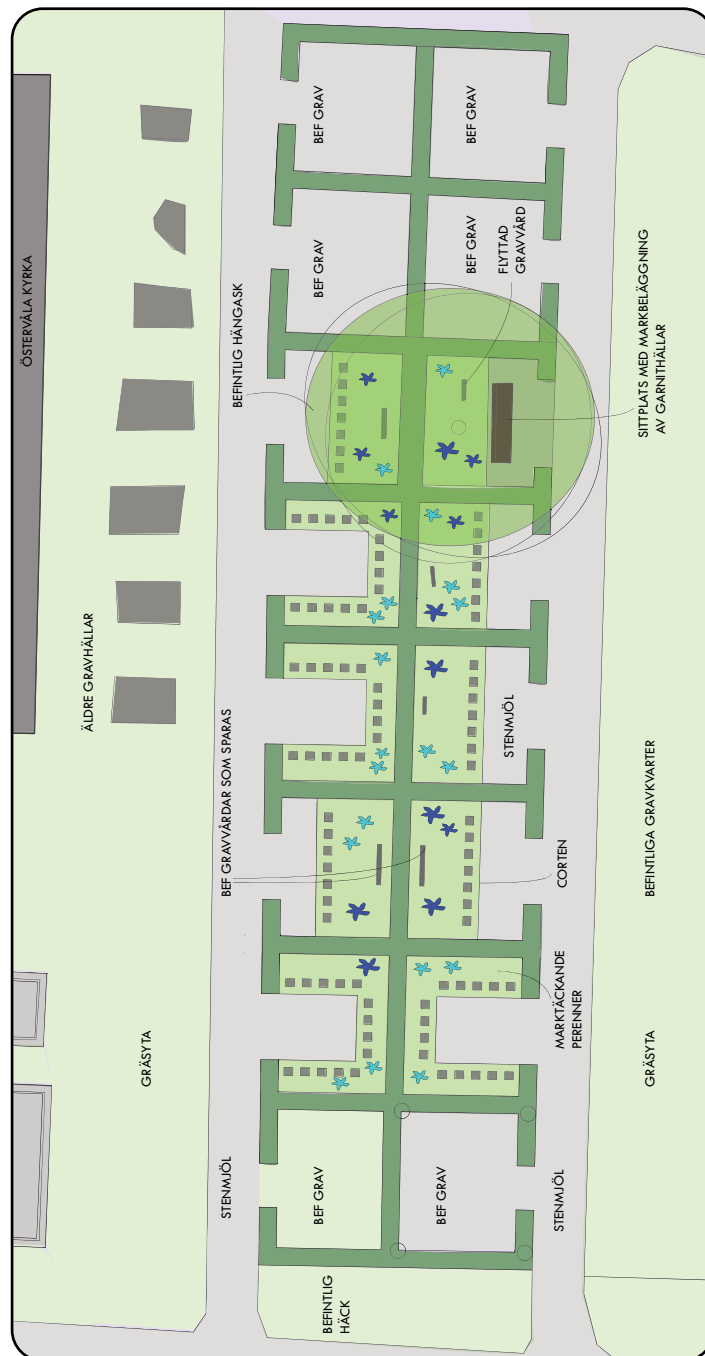 ÖSTERVÅLA KYRKA
ÄLDRE GRAVHÄLLAR
GRÄSYTA
BEFINTLIG HÄNGASK
BEF GRAVVÅRDAR SOM SPARAS
STENMJÖL
BEF GRAV
BEF GRAV
BEF GRAV
BEF GRAV
FLYTTAD
GRAVVÅRD
BEF GRAV
BEF GRAV
BEFINTLIG
HÄCK
STENMJÖL
CORTEN
MARKTÄCKANDE
PERENNER
STENMJÖL
SITTPLATS MED MARKBELÄGGNING
AV GARNITHÄLLAR
BEFINTLIGA GRAVKVARTER
GRÄSYTA